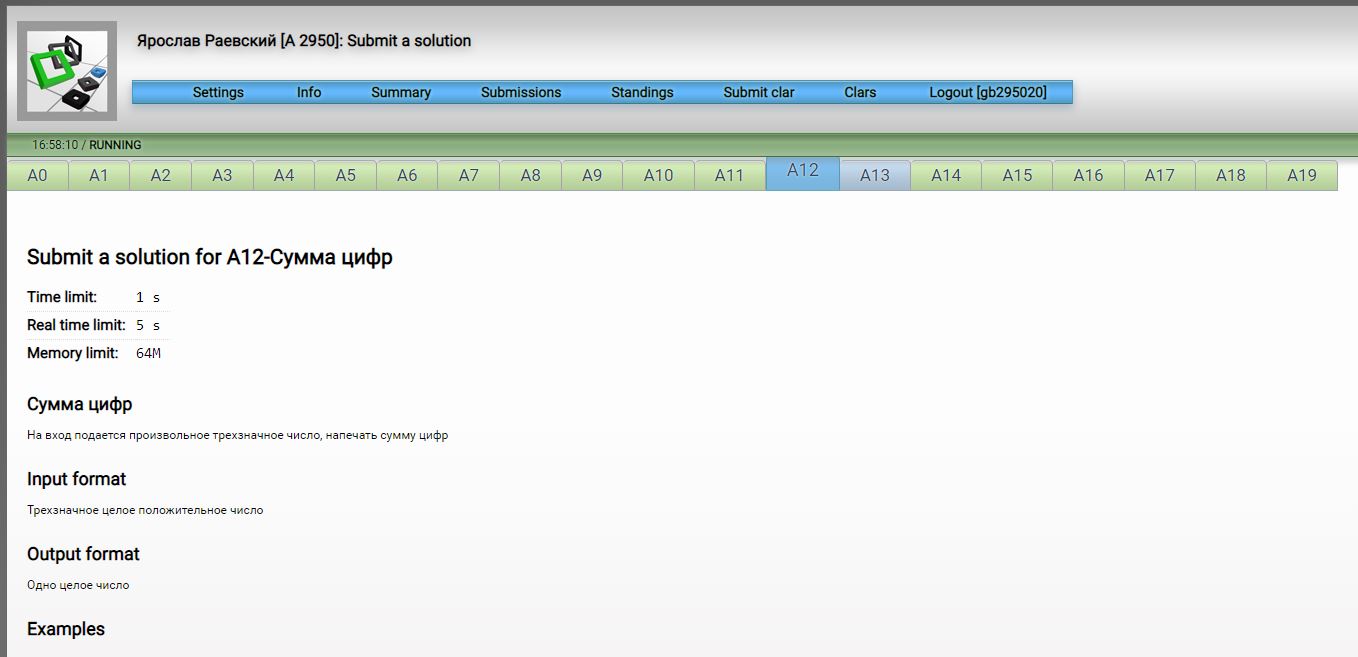 Ярослав Раевский [A 2950]: Submit a solution
Settings Info Summary Submissions Standings Submit clar Clars Logout [gb295020]
16:58:10 / RUNNING
A0 A1 A2 A3 A4 A5 A6 A7 A8 A9 A10 A11 A12 A13 A14 A15 A16 A17 A18 A19
Submit a solution for A12-Сумма цифр
Time limit: 1 s
Real time limit: 5 s
Memory limit: 64M
Сумма цифр
На вход подается произвольное трехзначное число, напечать сумму цифр
Input format
Трехзначное целое положительное число
Output format
Одно целое число
Examples